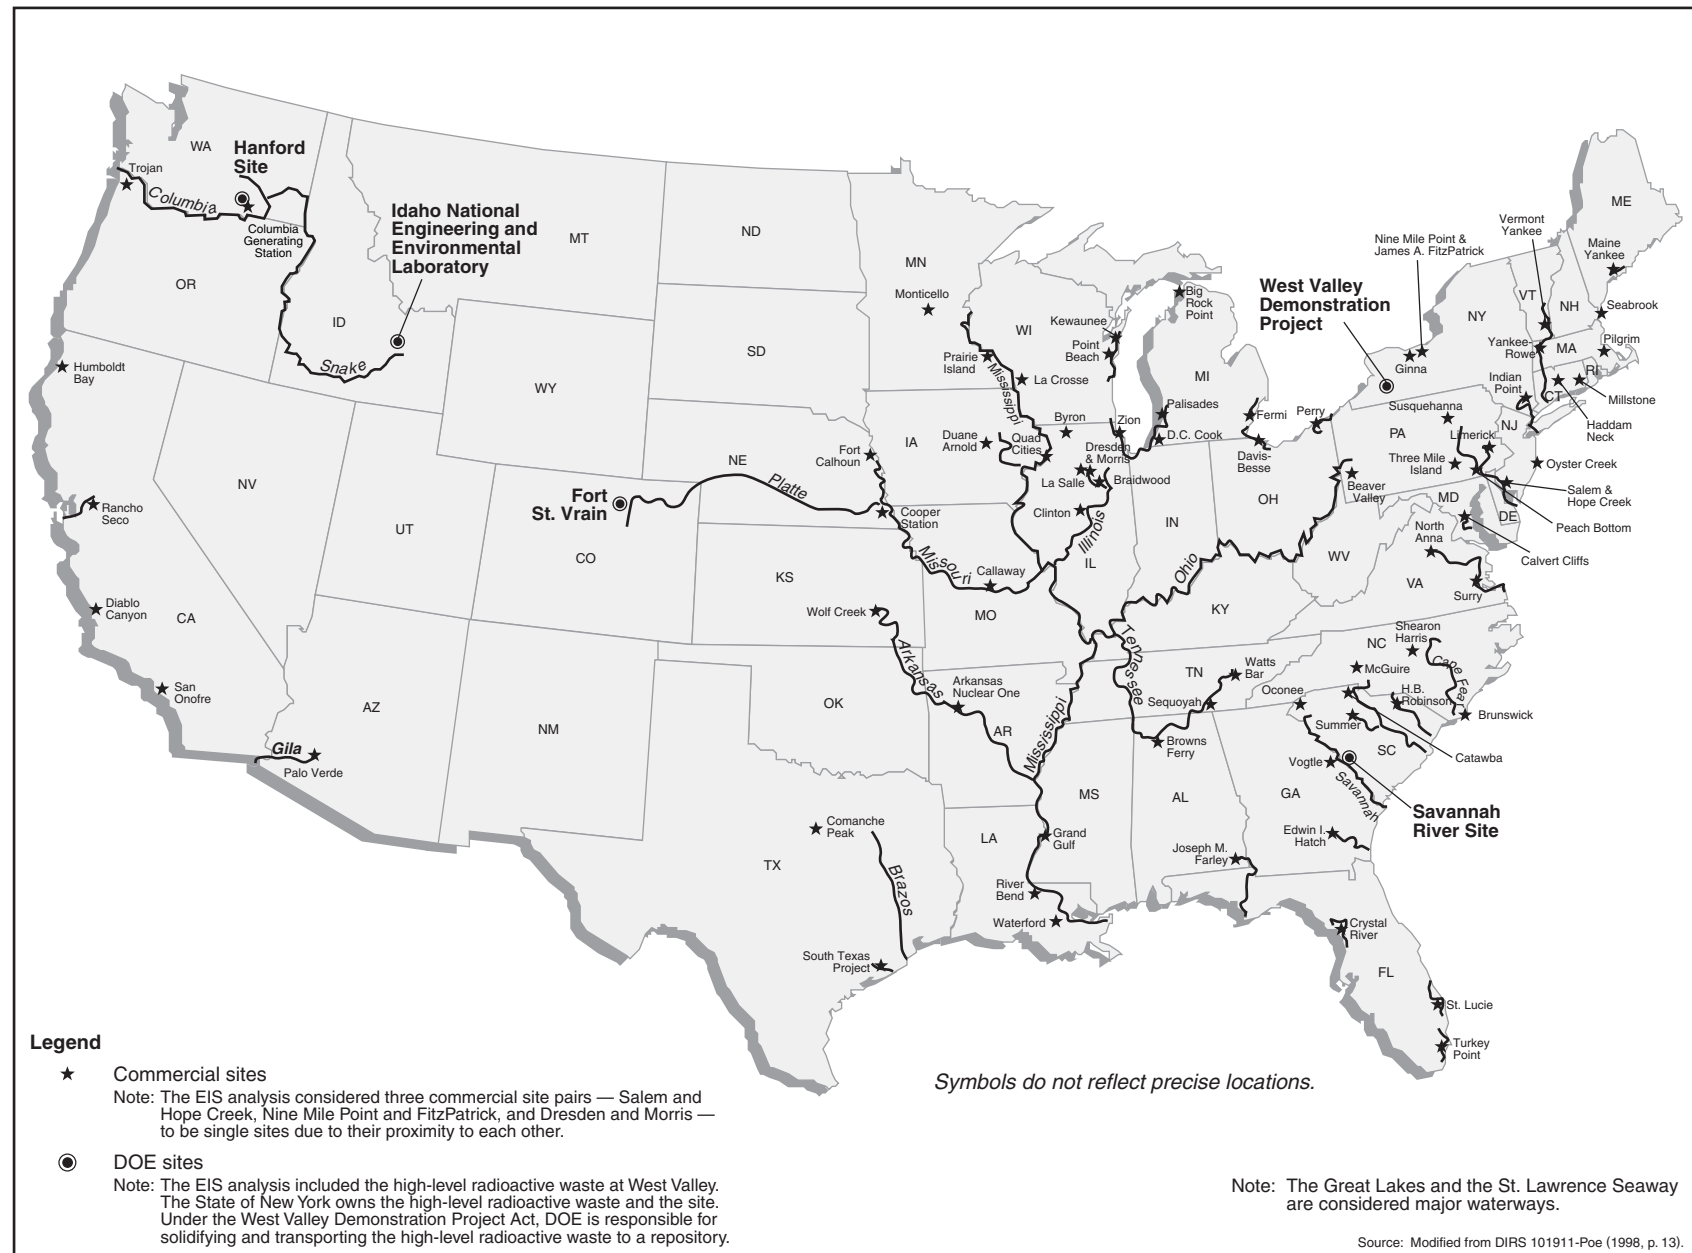 WA
Hanford
Site
Trojan
Columbia
Columbia
Generating
Station
Idaho National
Engineering and
Environmental
Laboratory
MT
ND
MN
Monticello
OR
ID
Snake
SD
WY
Humboldt
Bay
NV
UT
CO
NE
Platte
Fort
St. Vrain
Rancho
Seco
Diablo
Canyon
CA
San
Onofre
AZ
NM
Gila
Palo Verde
KS
Wolf Creek
Arkansas
OK
Arkansas
Nuclear One
AR
TX
Comanche
Peak
Brazos
South Texas
Project
LA
River
Bend
Waterford
Grand
Gulf
MS
Mississippi
Fort
Calhoun
Cooper
Station
Missouri
Callaway
MO
IA
Duane
Arnold
Quad
Cities
Prairie
Island
Mississippi
La Crosse
WI
Kewaunee
Point
Beach
Byron
Zion
Dresden
& Morris
La Salle
Braidwood
Clinton
Illinois
IL
Big
Rock
Point
MI
Palisades
D.C. Cook
Fermi
Davis-
Besse
Perry
IN
OH
Ohio
KY
Tennessee
TN
Watts
Bar
Sequoyah
Browns
Ferry
AL
GA
Joseph M.
Farley
Edwin I.
Hatch
Vogtle
Savannah
Savannah
River Site
SC
Summer
Oconee
Catawba
H.B.
Robinson
McGuire
NC
Shearon
Harris
Cape Fear
Brunswick
FL
Crystal
River
St. Lucie
Turkey
Point
WV
VA
North
Anna
Surry
MD
DE
Calvert Cliffs
Peach Bottom
Salem &
Hope Creek
Oyster Creek
Beaver
Valley
PA
Three Mile
Island
Limerick
Susquehanna
NJ
West Valley
Demonstration
Project
Ginna
Nine Mile Point &
James A. FitzPatrick
NY
Indian
Point
Vermont
Yankee
VT
NH
ME
Maine
Yankee
Seabrook
Pilgrim
MA
Yankee-
Rowe
RI
CT
Millstone
Haddam
Neck
Symbols do not reflect precise locations.
Legend
Commercial sites
Note: The EIS analysis considered three commercial site pairs — Salem and
Hope Creek, Nine Mile Point and FitzPatrick, and Dresden and Morris —
to be single sites due to their proximity to each other.
DOE sites
Note: The EIS analysis included the high-level radioactive waste at West Valley.
The State of New York owns the high-level radioactive waste and the site.
Under the West Valley Demonstration Project Act, DOE is responsible for
solidifying and transporting the high-level radioactive waste to a repository.
Note: The Great Lakes and the St. Lawrence Seaway
are considered major waterways.
Source: Modified from DIRS 101911-Poe (1998, p. 13).